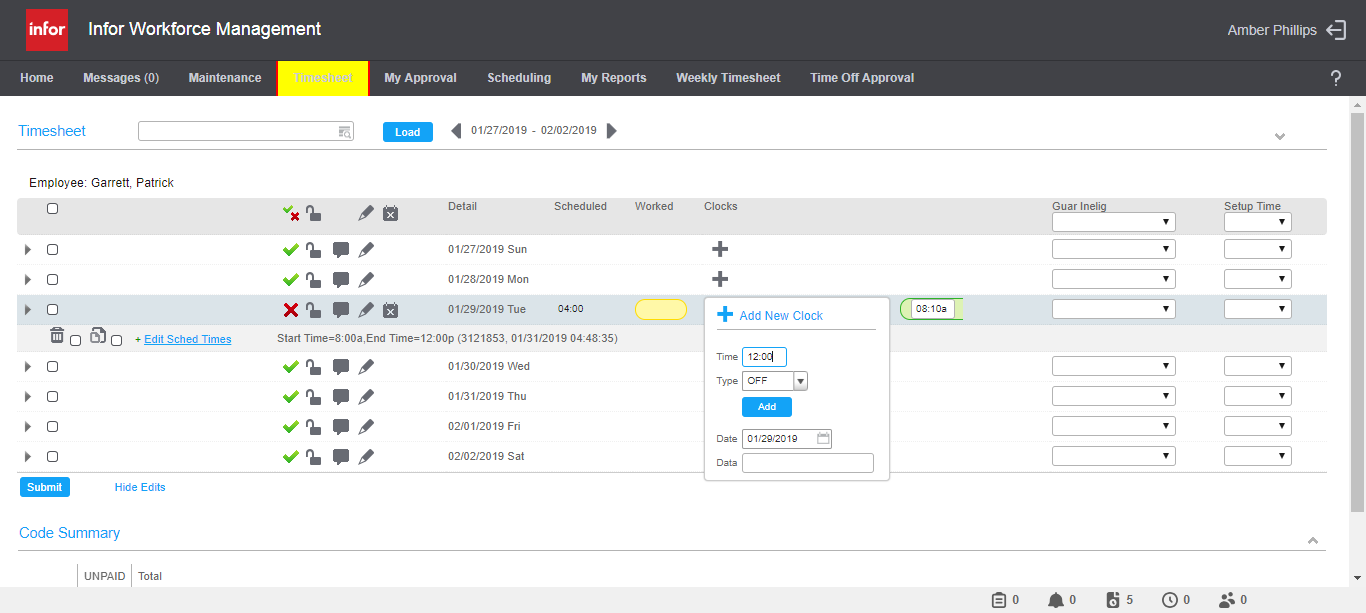 infor Infor Workforce Management Amber Phillips
Home Messages (0) Maintenance Timesheet My Approval Scheduling My Reports Weekly Timesheet Time Off Approval ?
Timesheet Load 01/27/2019 - 02/02/2019
Employee: Garrett, Patrick
Detail Scheduled Worked Clocks Guar Inelig Setup Time
01/27/2019 Sun
01/28/2019 Mon
01/29/2019 Tue 04:00 08:10a
Add New Clock
+ Edit Sched Times Start Time=8:00a,End Time=12:00p (3121853, 01/31/2019 04:48:35)
Time 12:00
01/30/2019 Wed
Type OFF
01/31/2019 Thu
Add
02/01/2019 Fri
Date 01/29/2019
02/02/2019 Sat
Data
Submit Hide Edits
Code Summary
UNPAID Total
0 0 5 0 0